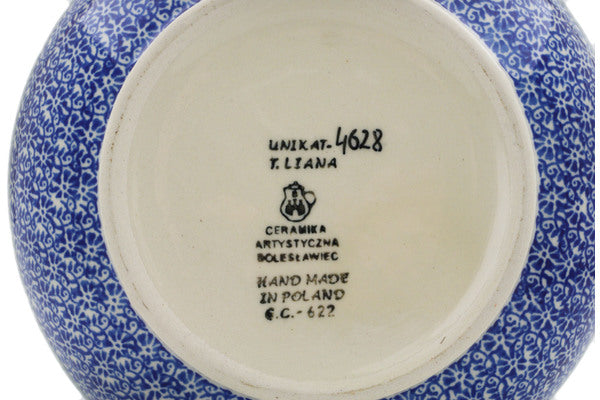 UNIKAT-4628
T. LIANA
CERAMIKA
ARTYSTYCZNA
BOLESŁAWIEC
HAND MADE
IN POLAND
C.C.-622